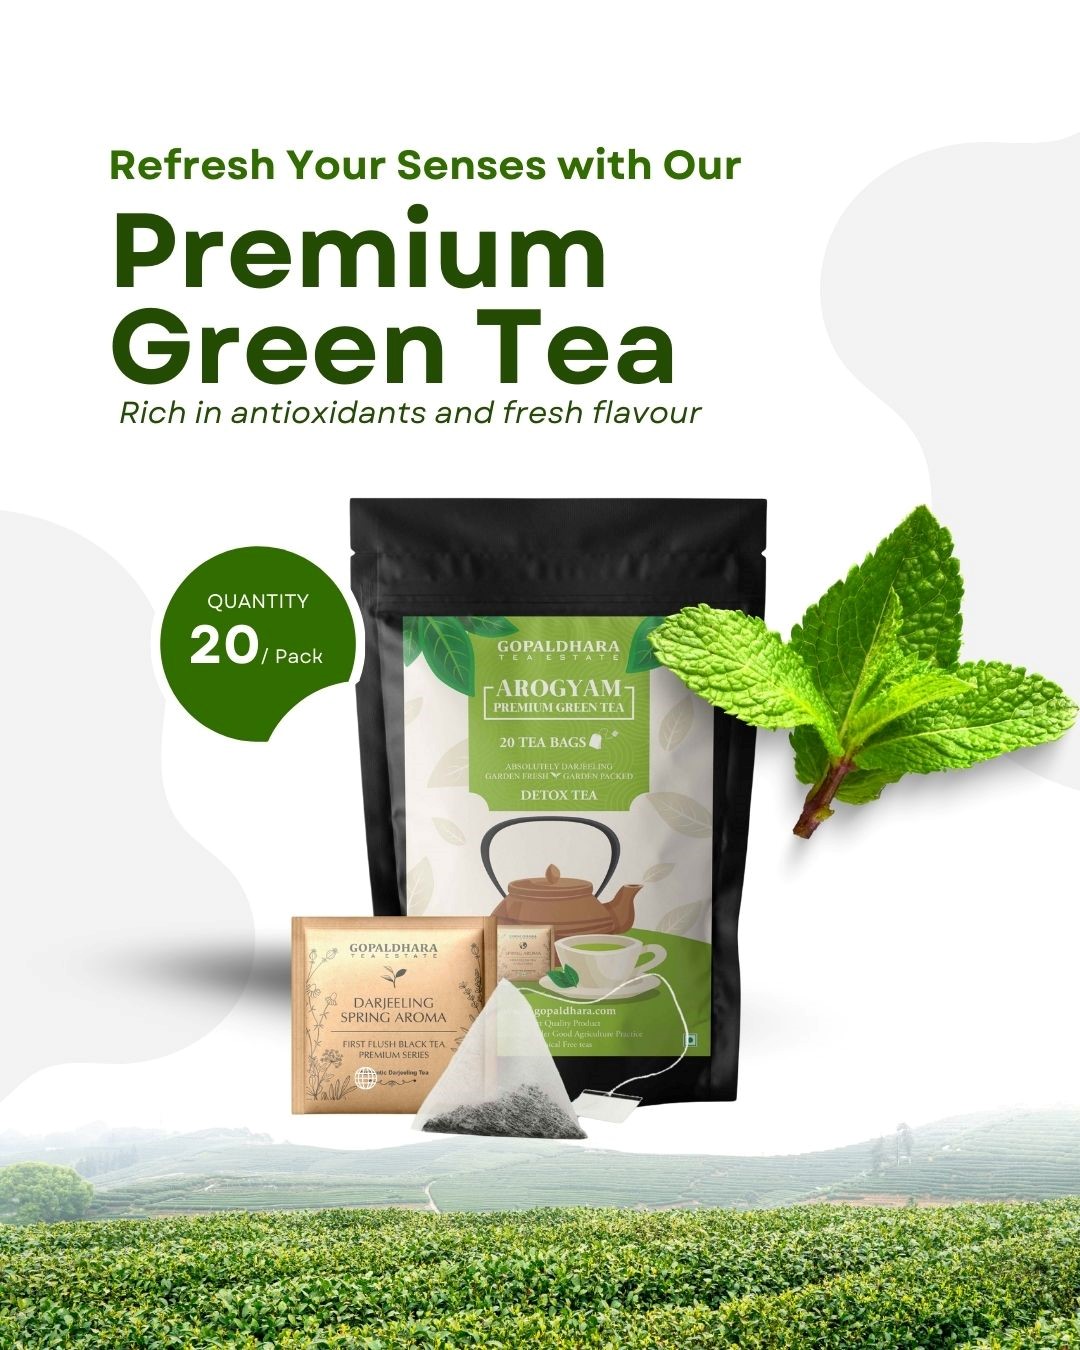 Refresh Your Senses with Our
Premium
Green Tea
Rich in antioxidants and fresh flavour
QUANTITY
20/ Pack
GOPALDHARA
TEA ESTATE
AROGYAM
PREMIUM GREEN TEA
20 TEA BAGS
ABSOLUTELY DARJEELING
GARDEN FRESH GARDEN PACKED
DETOX TEA
GOPALDHARA
TEA ESTATE
DARJEELING
SPRING AROMA
FIRST FLUSH BLACK TEA
PREMIUM SERIES
Darjeeling Tea
SPRING AROMA
gopaldhara.com
Quality Product
Good Agriculture Practice
Free teas